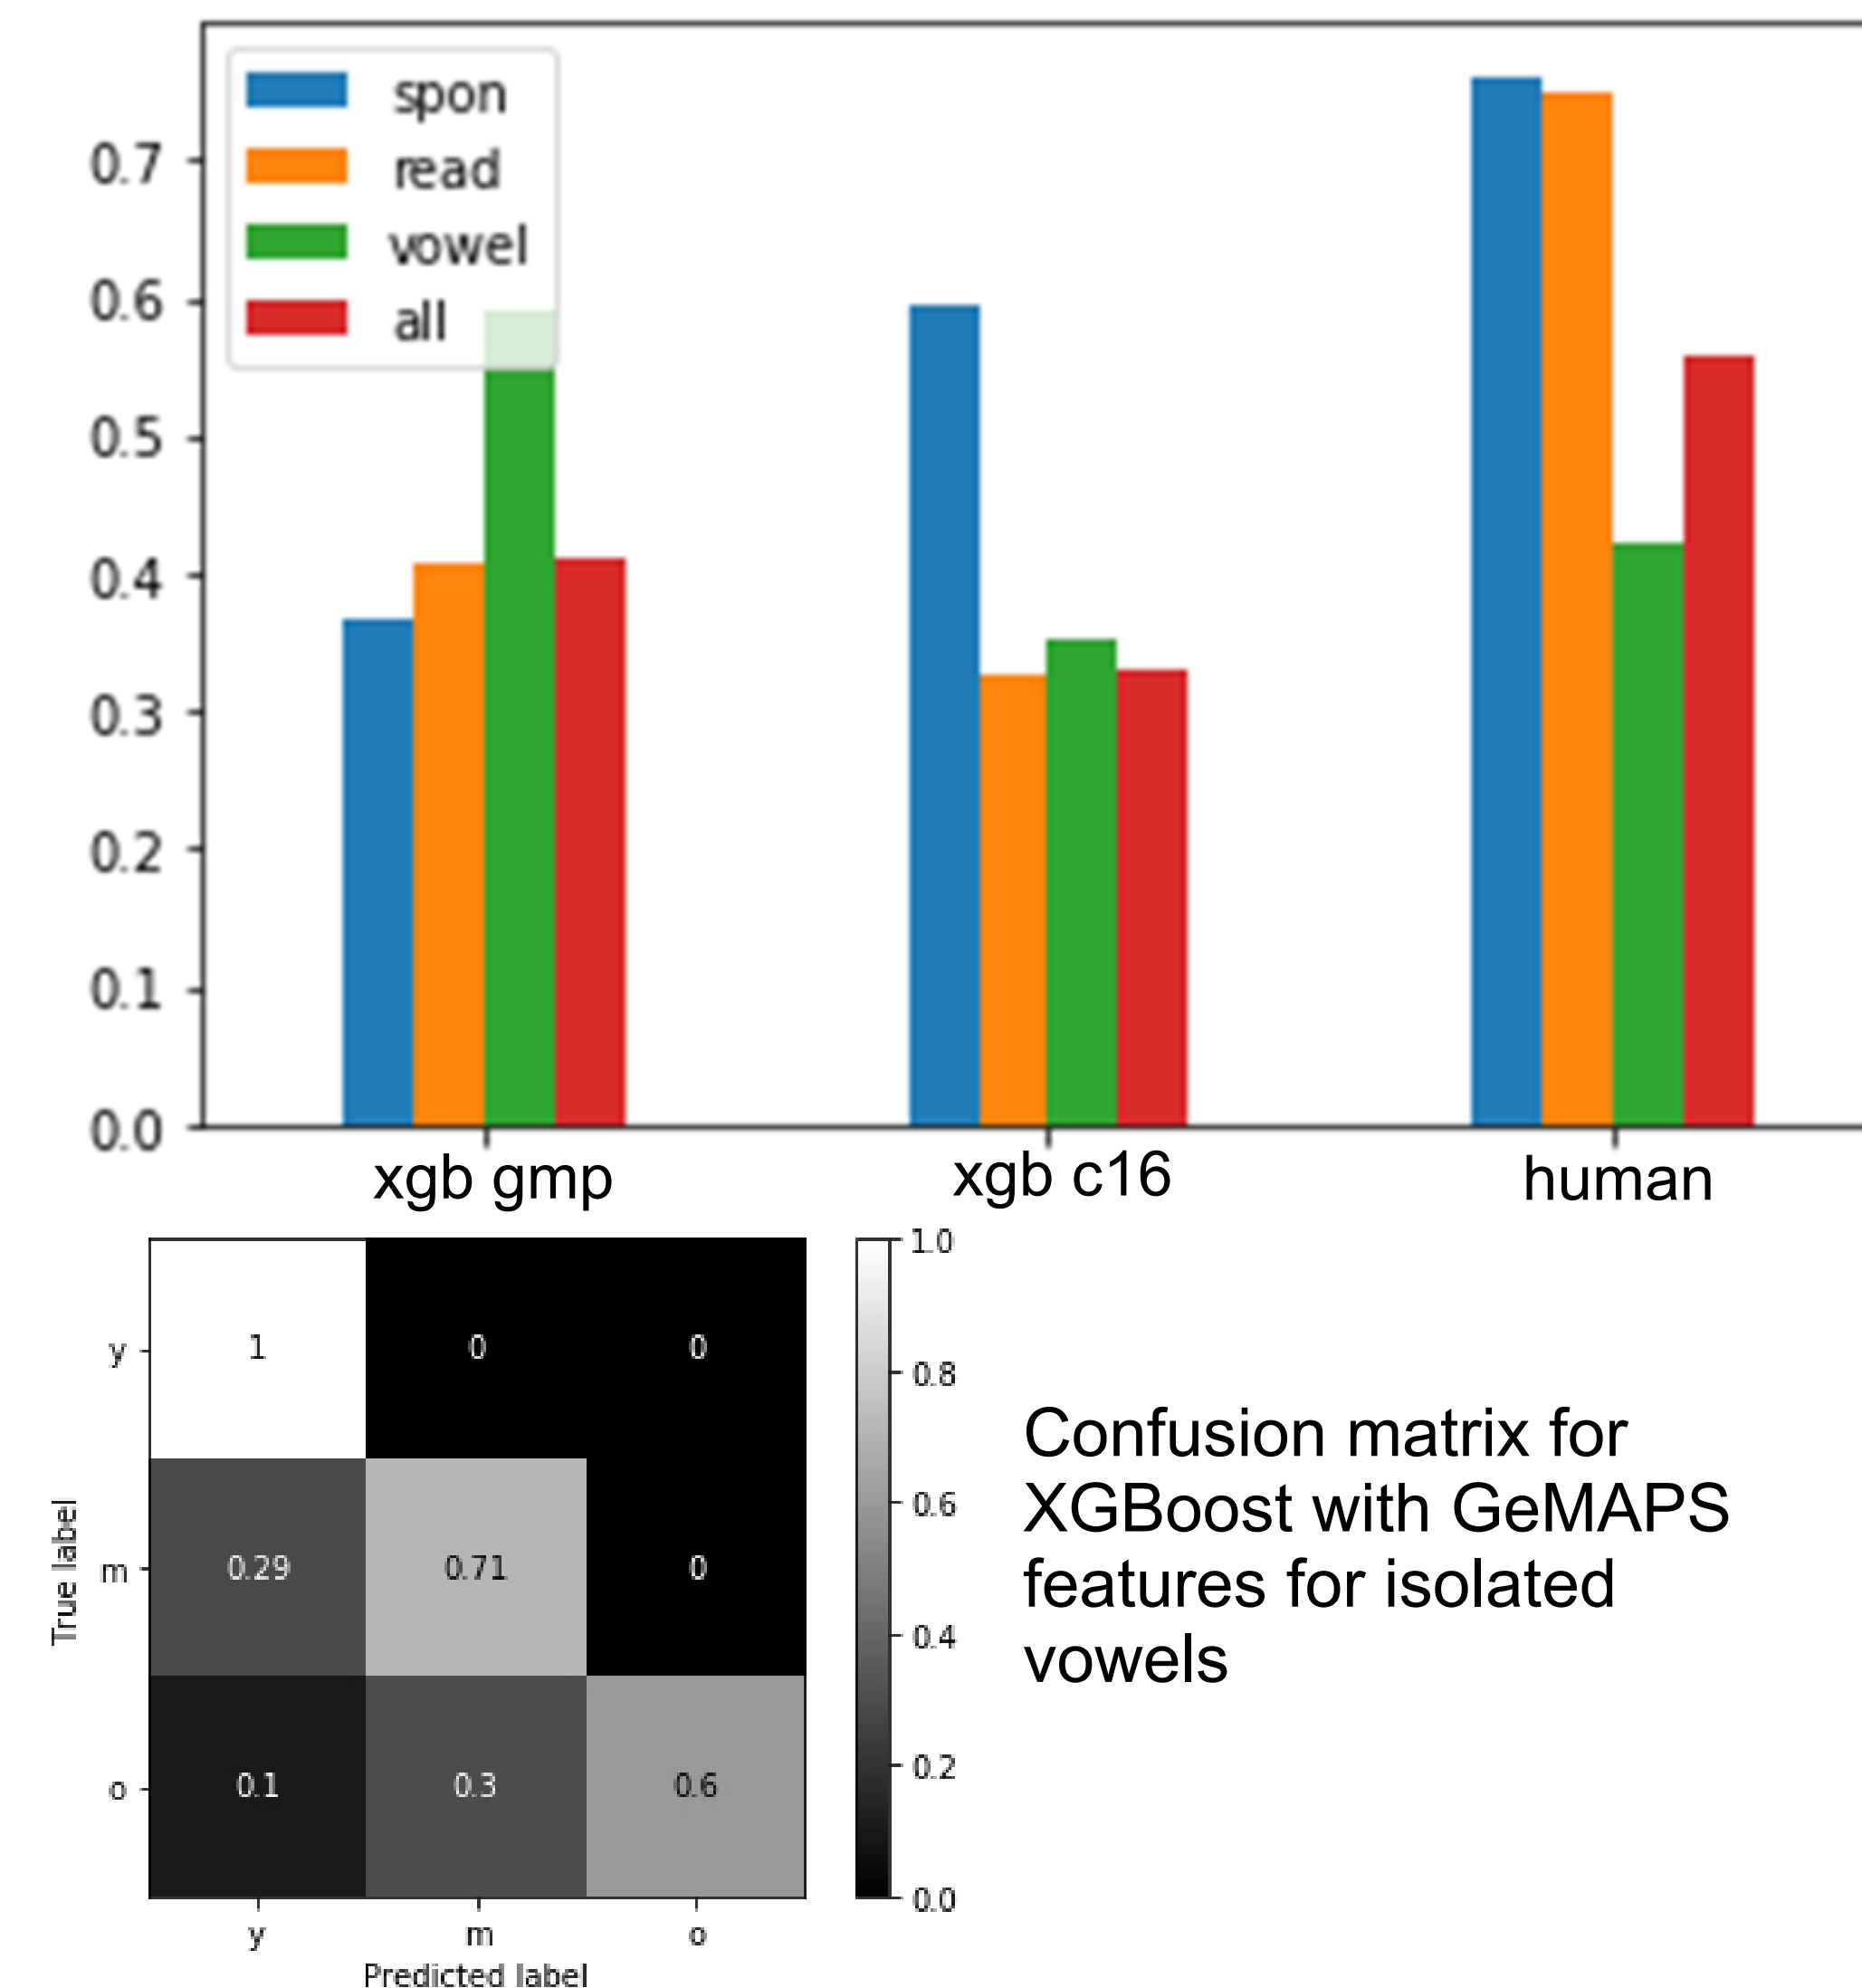 spon
read
vowel
all
0.7
0.6
0.5
0.4
0.3
0.2
0.1
0.0
xgb gmp xgb c16 human
1 0 0
0.29 0.71 0
0.1 0.3 0.6
y
m
o
True label
y m o
Predicted label
1.0
0.8
0.6
0.4
0.2
0.0
Confusion matrix for
XGBoost with GeMAPS
features for isolated
vowels